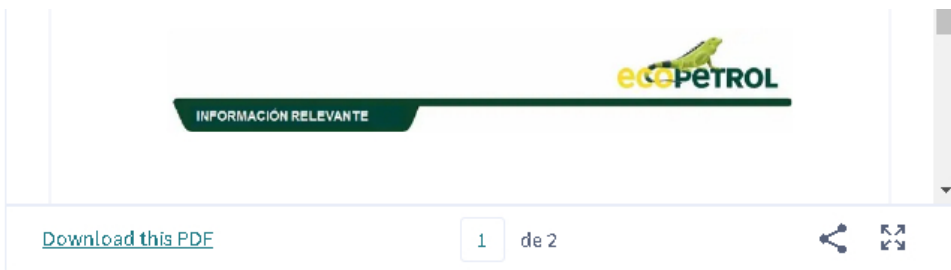 ecopetrol
INFORMACIÓN RELEVANTE
Download this PDF
1 de 2